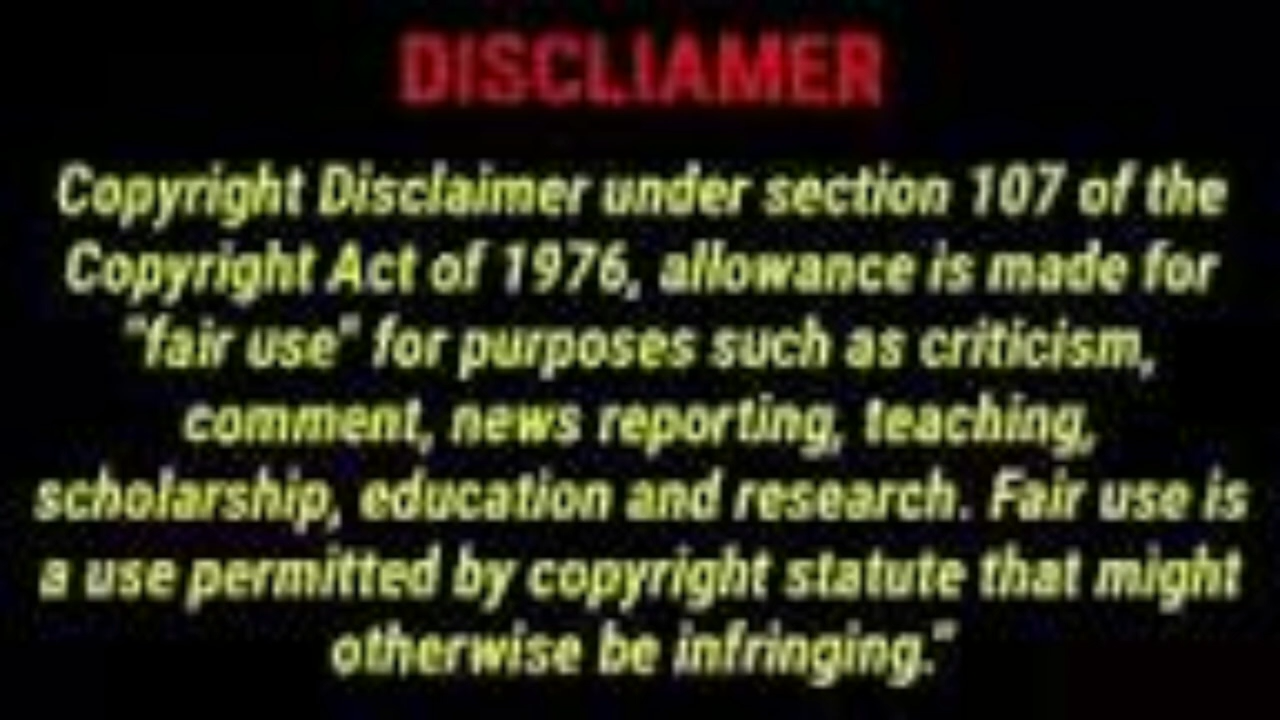 DISCLIAMER
Copyright Disclaimer under section 107 of the
Copyright Act of 1976, allowance is made for
"fair use" for purposes such as criticism,
comment, news reporting, teaching,
scholarship, education and research. Fair use is
a use permitted by copyright statute that might
otherwise be infringing."